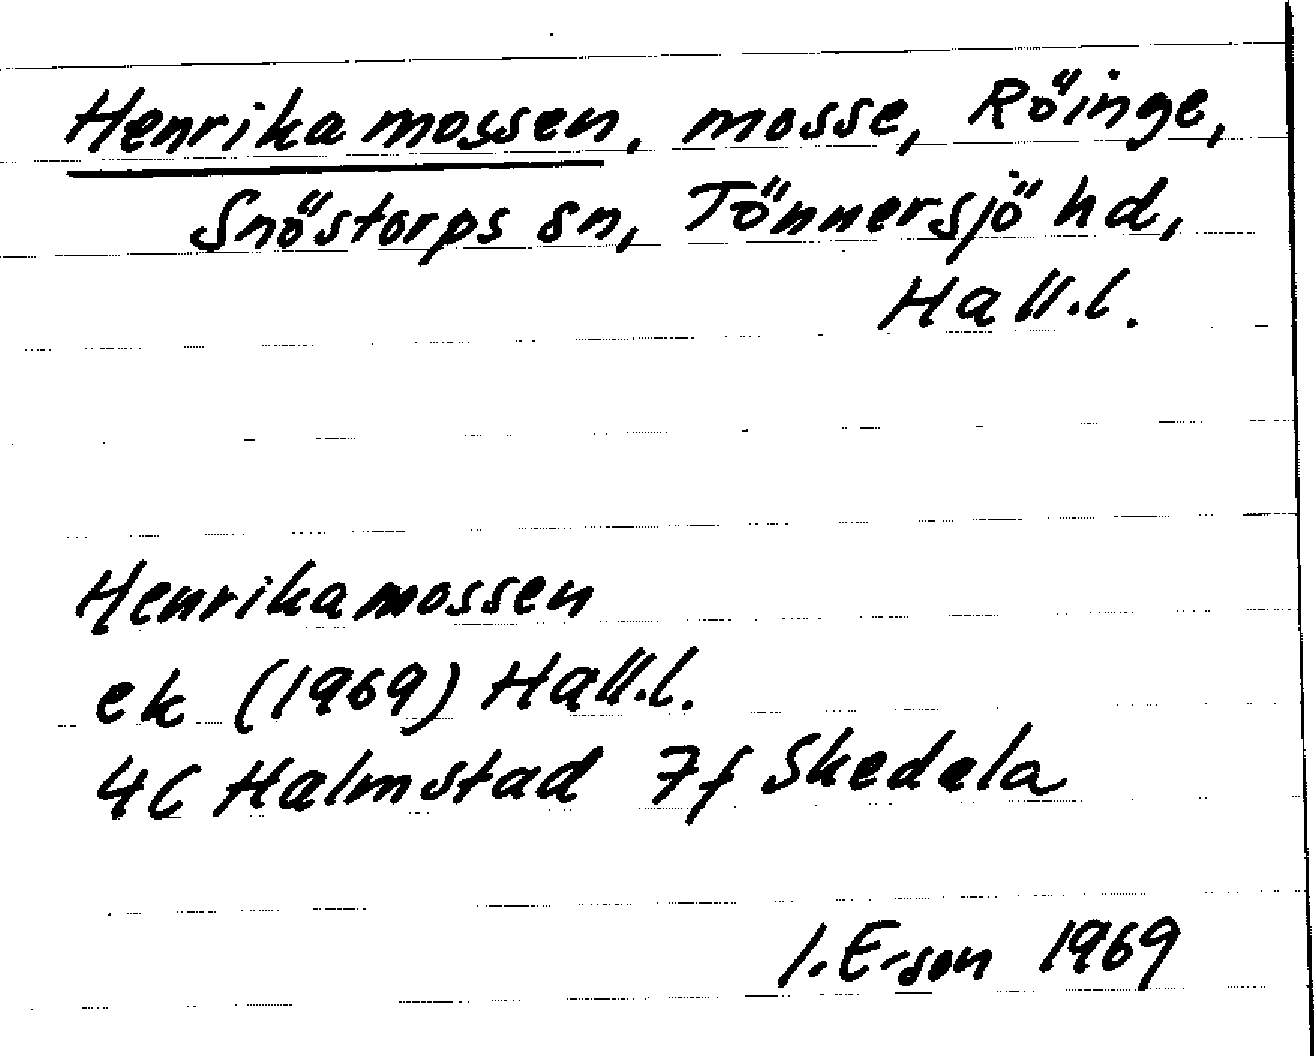 Henrikamossen, mosse, Röinge,
Snöstorps sn, Tönnersjö hd,
Hall.l.
Henrikamossen
ek (1969) Hall.l.
4C Halmstad 7f Skedala
I. E-son 1969